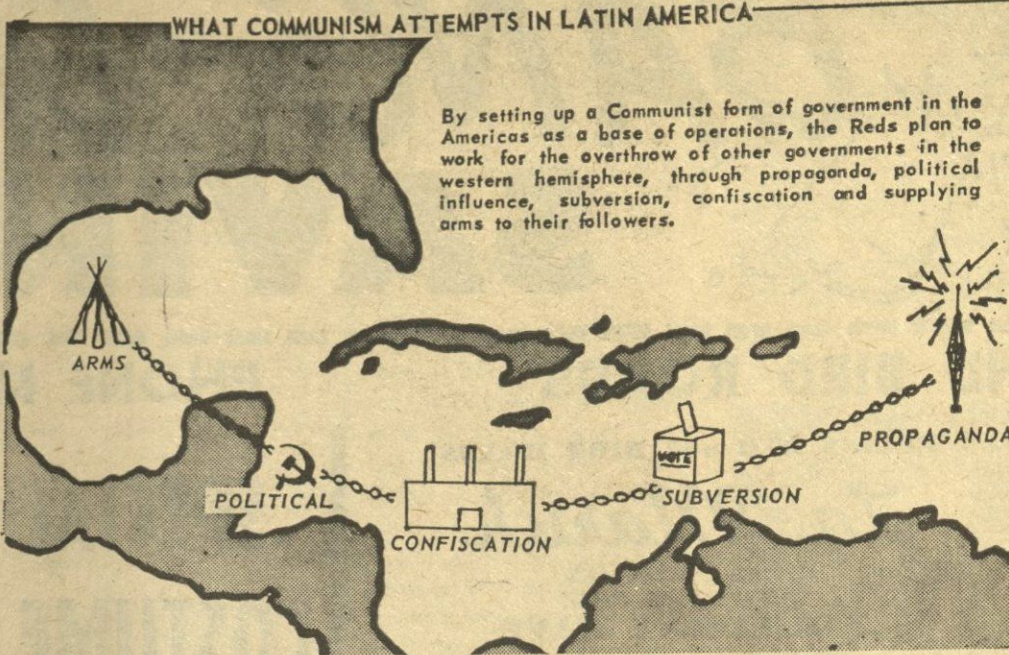 WHAT COMMUNISM ATTEMPTS IN LATIN AMERICA
By setting up a Communist form of government in the
Americas as a base of operations, the Reds plan to
work for the overthrow of other governments in the
western hemisphere, through propaganda, political
influence, subversion, confiscation and supplying
arms to their followers.
ARMS
PROPAGANDA
VOTE
POLITICAL
SUBVERSION
CONFISCATION